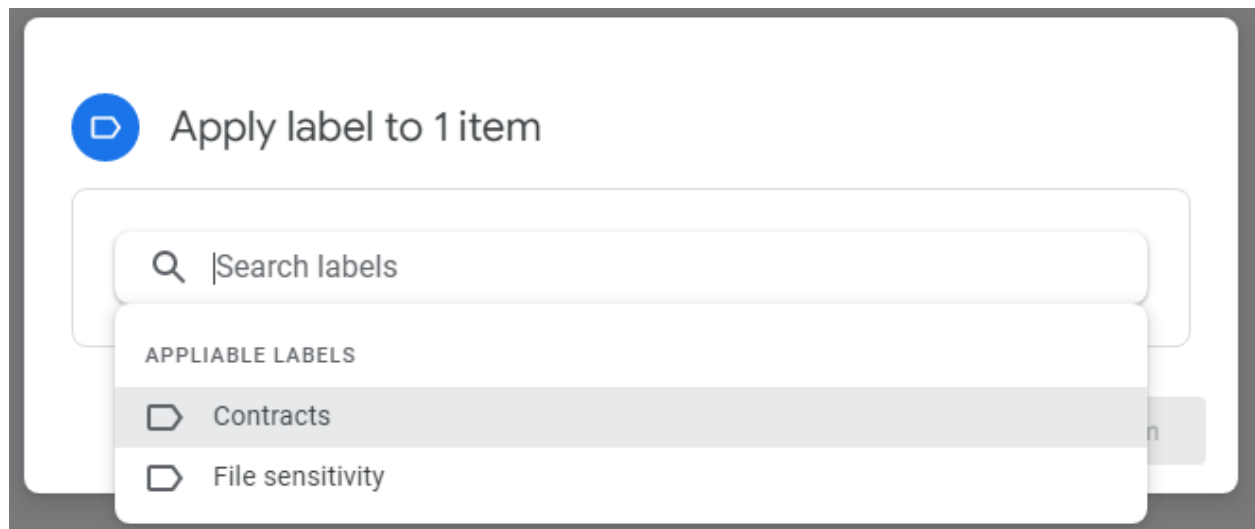 Apply label to 1 item
Search labels
APPLIABLE LABELS
Contracts
File sensitivity